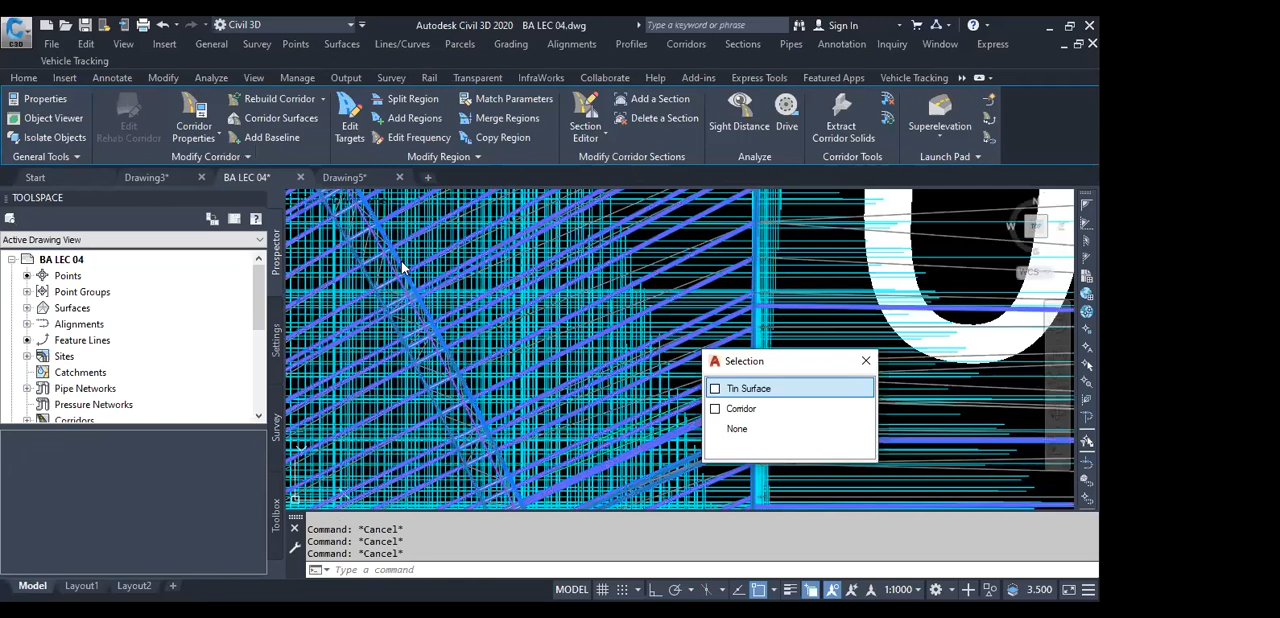 Civil 3D
Autodesk Civil 3D 2020 BA LEC 04.dwg
Type a keyword or phrase
Sign In
C3D
File Edit View Insert General Survey Points Surfaces Lines/Curves Parcels Grading Alignments Profiles Corridors Sections Pipes Annotation Inquiry Window Express
Vehicle Tracking
Home Insert Annotate Modify Analyze View Manage Output Survey Rail Transparent InfraWorks Collaborate Help Add-ins Express Tools Featured Apps Vehicle Tracking
Properties
Object Viewer
Isolate Objects
General Tools
Edit
Rehab Corridor
Corridor
Properties
Rebuild Corridor
Corridor Surfaces
Add Baseline
Modify Corridor
Edit
Targets
Split Region
Add Regions
Edit Frequency
Match Parameters
Merge Regions
Copy Region
Modify Region
Section
Editor
Add a Section
Delete a Section
Modify Corridor Sections
Sight Distance
Drive
Analyze
Extract
Corridor Solids
Corridor Tools
Superelevation
Launch Pad
Start Drawing3* BA LEC 04* Drawing5*
TOOLSPACE
Active Drawing View
BA LEC 04
Points
Point Groups
Surfaces
Alignments
Feature Lines
Sites
Catchments
Pipe Networks
Pressure Networks
Corridors
Prospector
Settings
Survey
Toolbox
N
W
TOP
E
WCS
Selection
Tin Surface
Corridor
None
Command: *Cancel*
Command: *Cancel*
Command: *Cancel*
Type a command
Model Layout1 Layout2
MODEL
1:1000
3.500